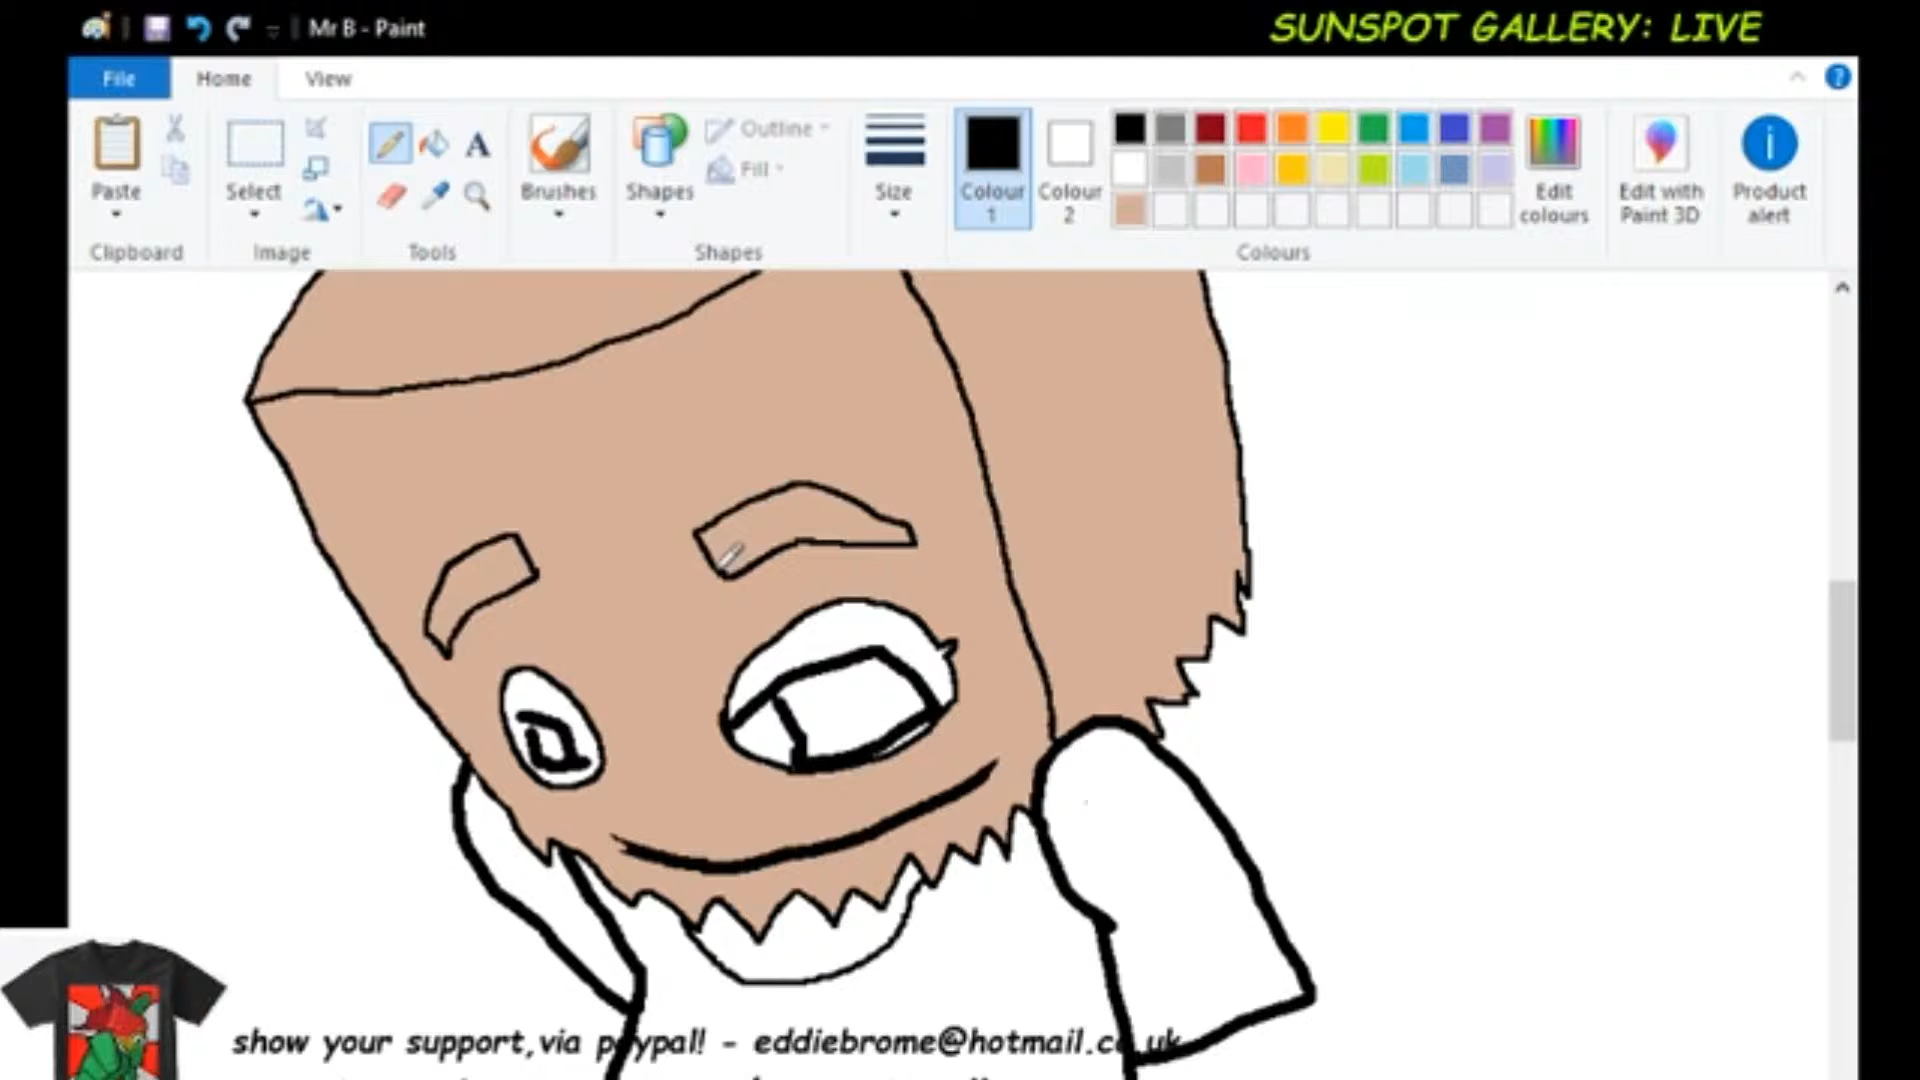 Mr B - Paint
SUNSPOT GALLERY: LIVE
File Home View
Paste
Select
A
Brushes
Shapes
Outline
Fill
Size
Colour 1
Colour 2
Edit colours
Edit with Paint 3D
Product alert
Clipboard Image Tools Shapes Colours
show your support,via paypal! - eddiebrome@hotmail.co.uk